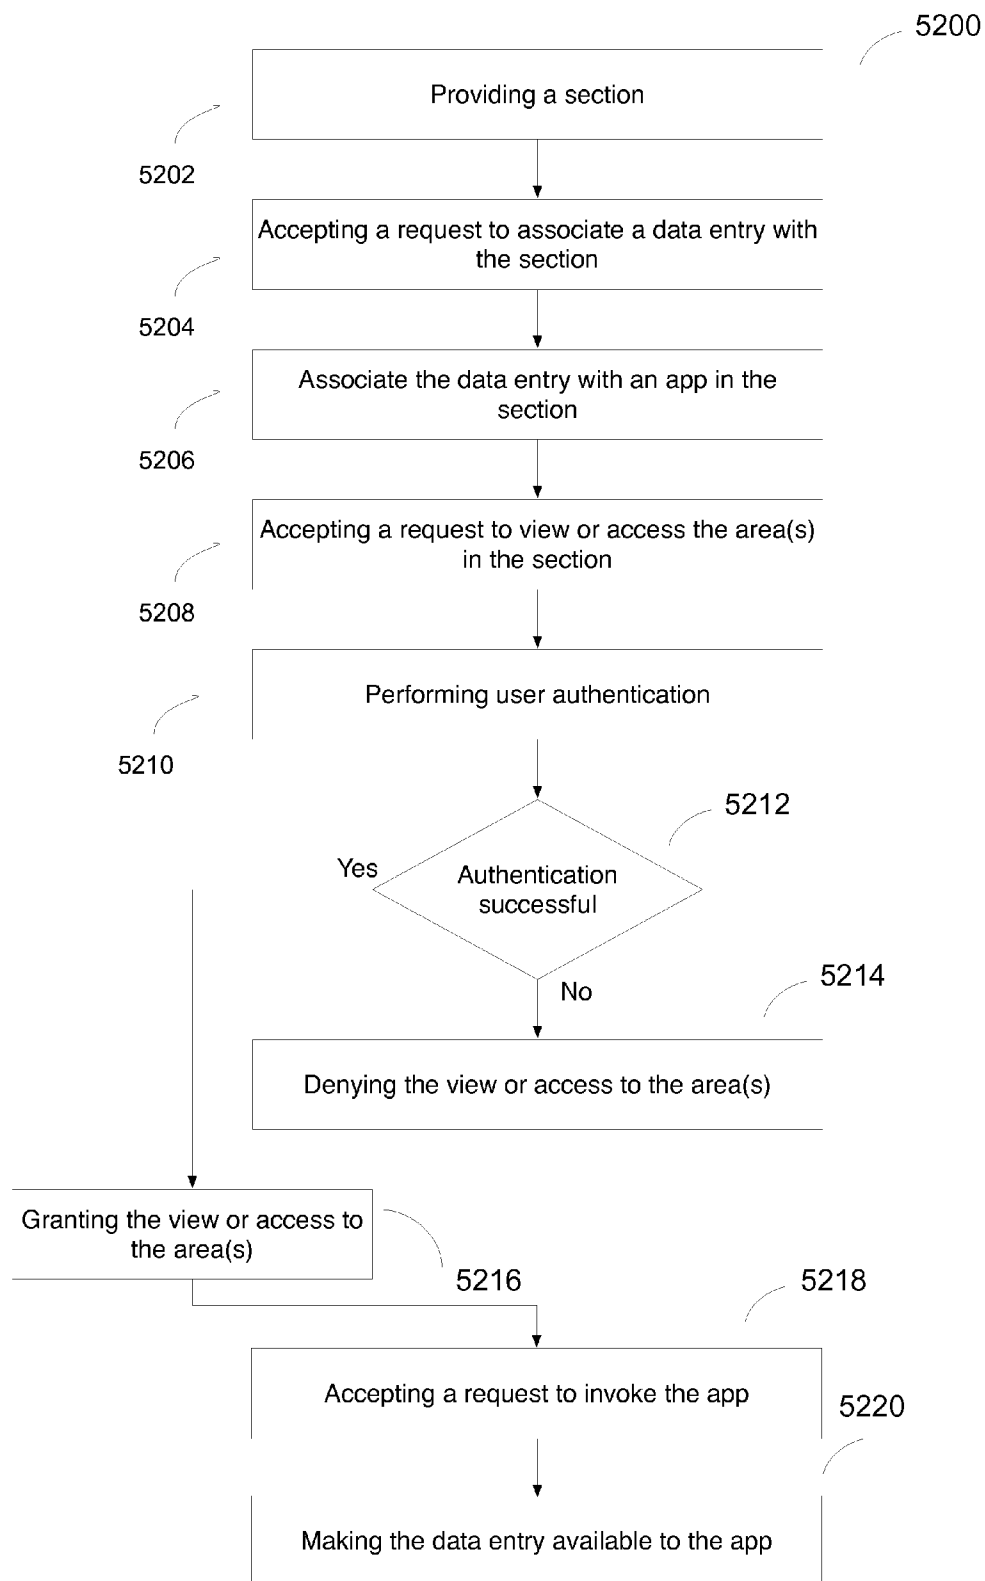 5200
Providing a section
5202
Accepting a request to associate a data entry with
the section
5204
Associate the data entry with an app in the
section
5206
Accepting a request to view or access the area(s)
in the section
5208
Performing user authentication
5210
5212
Yes
Authentication
successful
No
5214
Denying the view or access to the area(s)
Granting the view or access to
the area(s)
5216
5218
Accepting a request to invoke the app
5220
Making the data entry available to the app